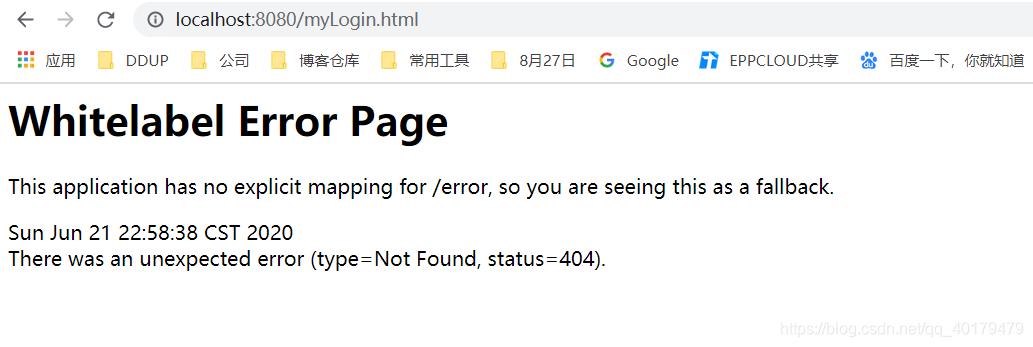 localhost:8080/myLogin.html
应用 DDUP 公司 博客仓库 常用工具 8月27日 Google EPPCLOUD共享 百度一下，你就知道
Whitelabel Error Page
This application has no explicit mapping for /error, so you are seeing this as a fallback.
Sun Jun 21 22:58:38 CST 2020
There was an unexpected error (type=Not Found, status=404).
https://blog.csdn.net/qq_40179479